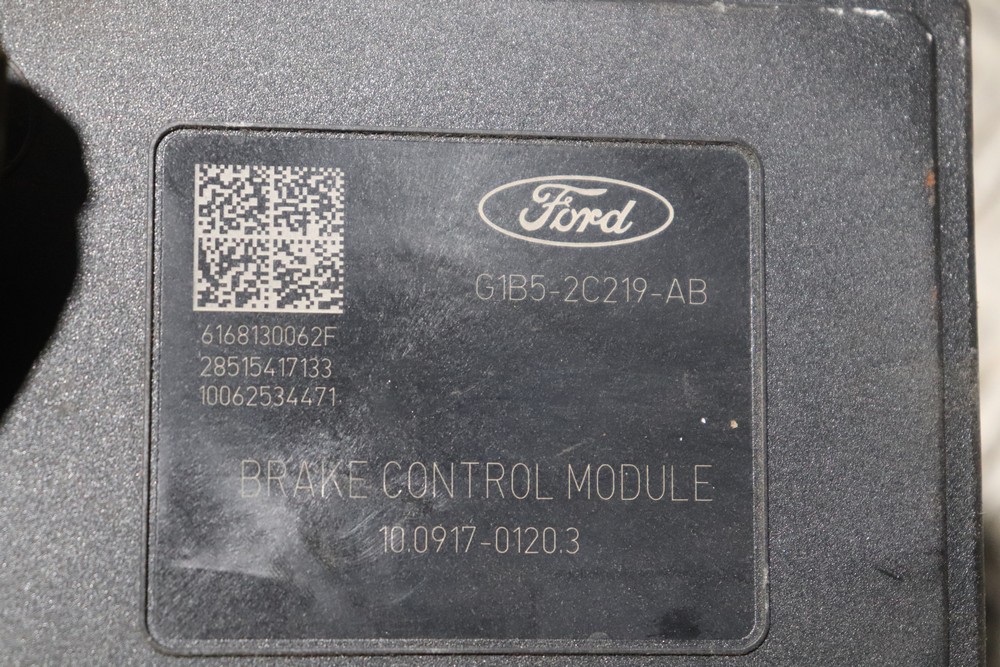 Ford
G1B5-2C219-AB
6168130062F
28515417133
10062534471
BRAKE CONTROL MODULE
10.0917-0120.3